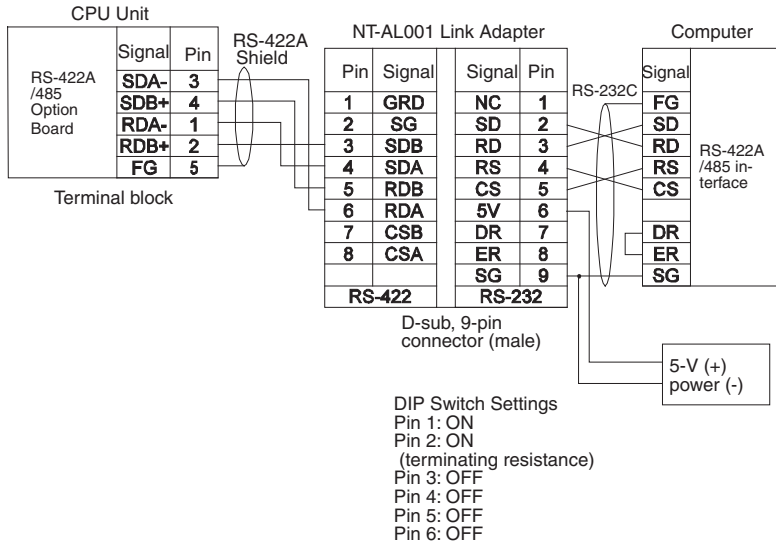 CPU Unit
RS-422A
/485
Option
Board
Signal Pin
SDA- 3
SDB+ 4
RDA- 1
RDB+ 2
FG 5
Terminal block
RS-422A
Shield
NT-AL001 Link Adapter
Pin Signal
1 GRD
2 SG
3 SDB
4 SDA
5 RDB
6 RDA
7 CSB
8 CSA
RS-422
Signal Pin
NC 1
SD 2
RD 3
RS 4
CS 5
5V 6
DR 7
ER 8
SG 9
RS-232
D-sub, 9-pin
connector (male)
RS-232C
Computer
Signal
FG
SD
RD
RS
CS
DR
ER
SG
RS-422A
/485 in-
terface
5-V (+)
power (-)
DIP Switch Settings
Pin 1: ON
Pin 2: ON
(terminating resistance)
Pin 3: OFF
Pin 4: OFF
Pin 5: OFF
Pin 6: OFF